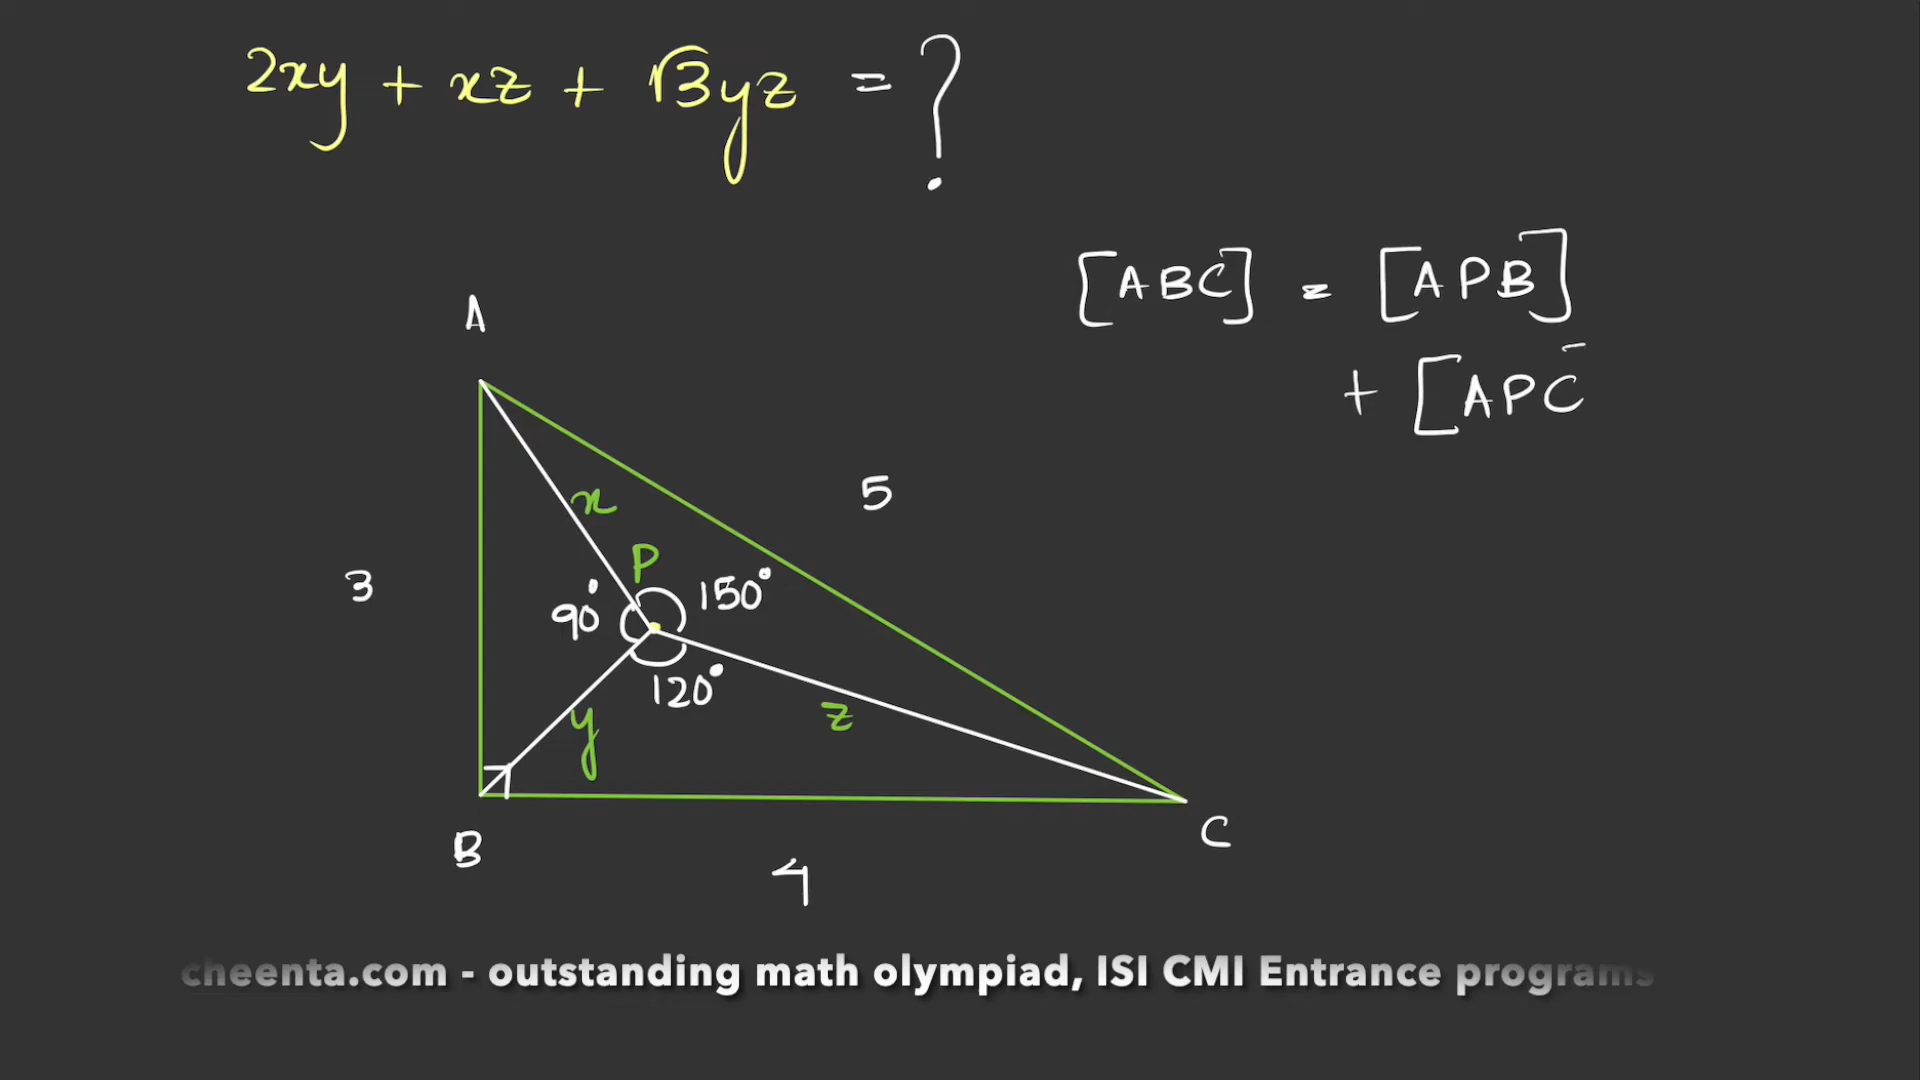 2xy + xz + √3yz = ?
[ABC] = [APB]
+ [APC
A
5
x
P
3
90° 150°
120°
y
z
B
C
4
cheenta.com - outstanding math olympiad, ISI CMI Entrance programs